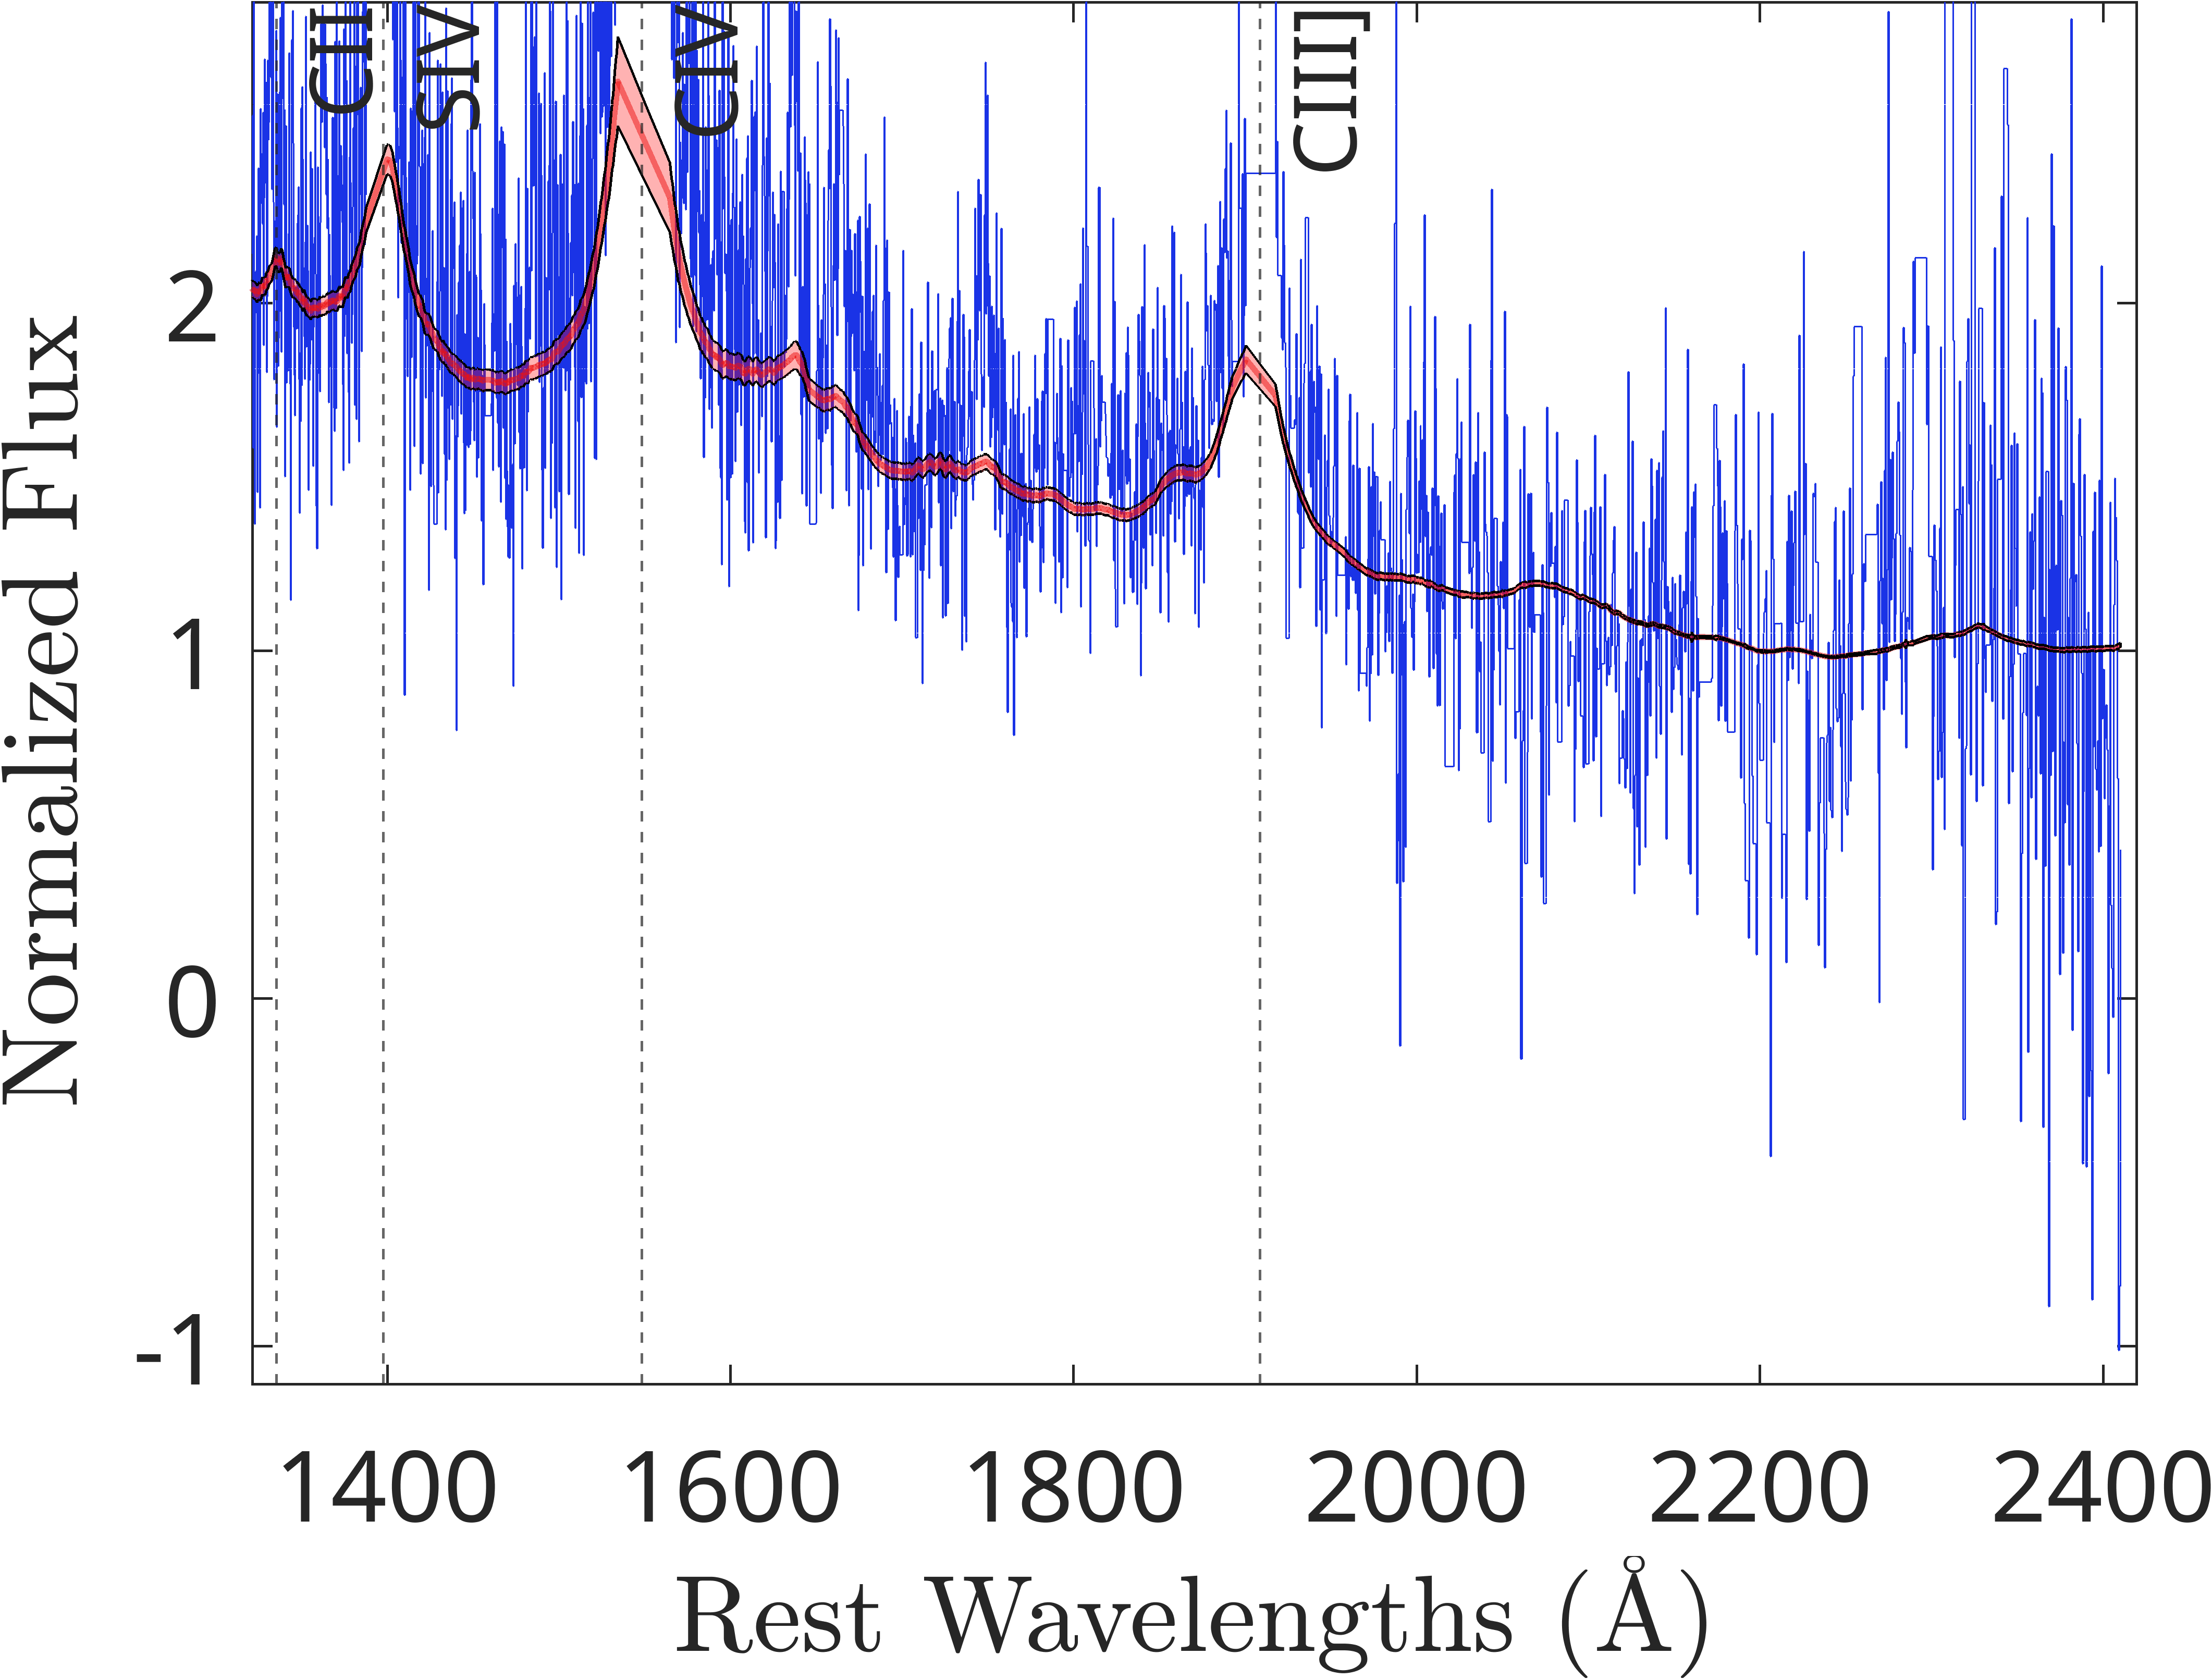 CII
SIV
CIV
CIII]
Normalized Flux
2
1
0
-1
1400 1600 1800 2000 2200 2400
Rest Wavelengths (Å)